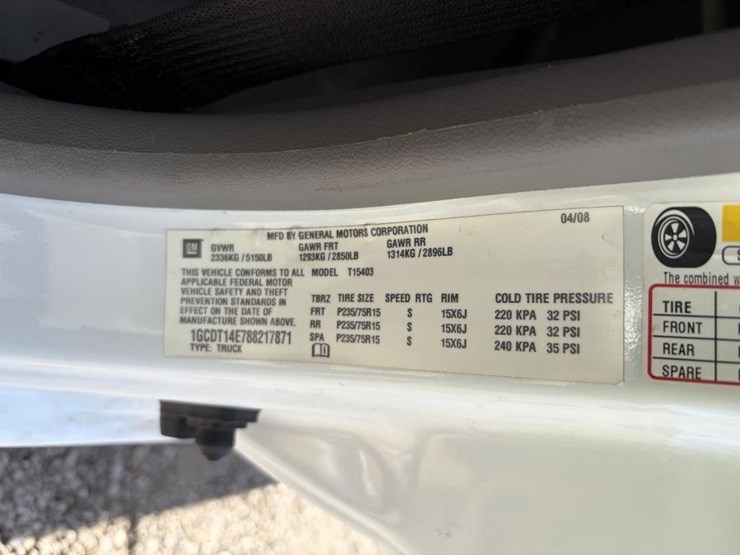 MFD BY GENERAL MOTORS CORPORATION 04/08
GM GVWR GAWR FRT GAWR RR
2336KG / 5150LB 1293KG / 2850LB 1314KG / 2896LB
THIS VEHICLE CONFORMS TO ALL MODEL T15403
APPLICABLE FEDERAL MOTOR
VEHICLE SAFETY AND THEFT
PREVENTION STANDARDS IN
EFFECT ON THE DATE OF
MANUFACTURE SHOWN ABOVE.
1GCDT14E788217871
TYPE: TRUCK
TBRZ TIRE SIZE SPEED RTG RIM COLD TIRE PRESSURE
FRT P235/75R15 S 15X6J 220 KPA 32 PSI
RR P235/75R15 S 15X6J 220 KPA 32 PSI
SPA P235/75R15 S 15X6J 240 KPA 35 PSI
The combined
TIRE
FRONT
REAR
SPARE